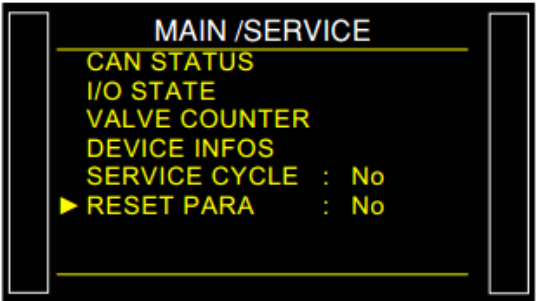 MAIN /SERVICE
CAN STATUS
I/O STATE
VALVE COUNTER
DEVICE INFOS
SERVICE CYCLE : No
►RESET PARA : No